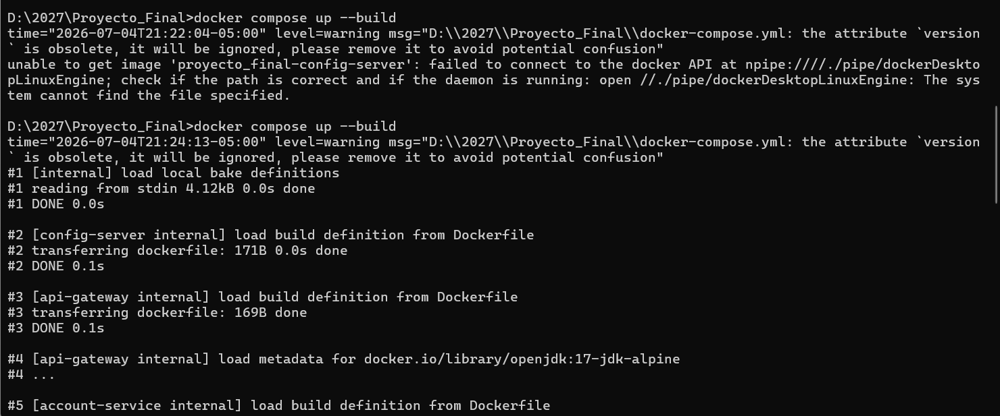 D:\2027\Proyecto_Final>docker compose up --build
time="2026-07-04T21:22:04-05:00" level=warning msg="D:\\2027\\Proyecto_Final\\docker-compose.yml: the attribute `version
` is obsolete, it will be ignored, please remove it to avoid potential confusion"
unable to get image 'proyecto_final-config-server': failed to connect to the docker API at npipe:////./pipe/dockerDeskto
pLinuxEngine; check if the path is correct and if the daemon is running: open //./pipe/dockerDesktopLinuxEngine: The sys
tem cannot find the file specified.

D:\2027\Proyecto_Final>docker compose up --build
time="2026-07-04T21:24:13-05:00" level=warning msg="D:\\2027\\Proyecto_Final\\docker-compose.yml: the attribute `version
` is obsolete, it will be ignored, please remove it to avoid potential confusion"
#1 [internal] load local bake definitions
#1 reading from stdin 4.12kB 0.0s done
#1 DONE 0.0s

#2 [config-server internal] load build definition from Dockerfile
#2 transferring dockerfile: 171B 0.0s done
#2 DONE 0.1s

#3 [api-gateway internal] load build definition from Dockerfile
#3 transferring dockerfile: 169B done
#3 DONE 0.1s

#4 [api-gateway internal] load metadata for docker.io/library/openjdk:17-jdk-alpine
#4 ...

#5 [account-service internal] load build definition from Dockerfile